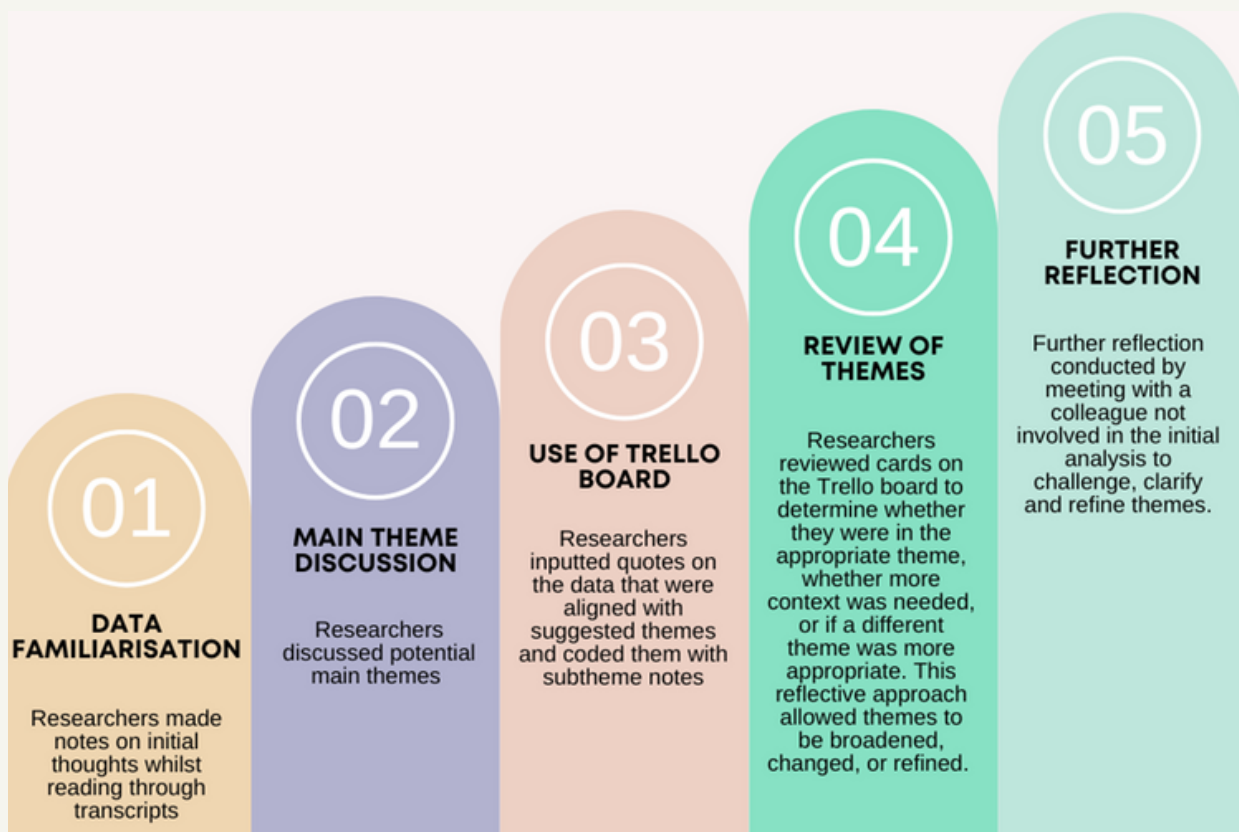 01
DATA
FAMILIARISATION
Researchers made
notes on initial
thoughts whilst
reading through
transcripts
02
MAIN THEME
DISCUSSION
Researchers
discussed potential
main themes
03
USE OF TRELLO
BOARD
Researchers
inputted quotes on
the data that were
aligned with
suggested themes
and coded them with
subtheme notes
04
REVIEW OF
THEMES
Researchers
reviewed cards on
the Trello board to
determine whether
they were in the
appropriate theme,
whether more
context was needed,
or if a different
theme was more
appropriate. This
reflective approach
allowed themes to
be broadened,
changed, or refined.
05
FURTHER
REFLECTION
Further reflection
conducted by
meeting with a
colleague not
involved in the initial
analysis to
challenge, clarify
and refine themes.